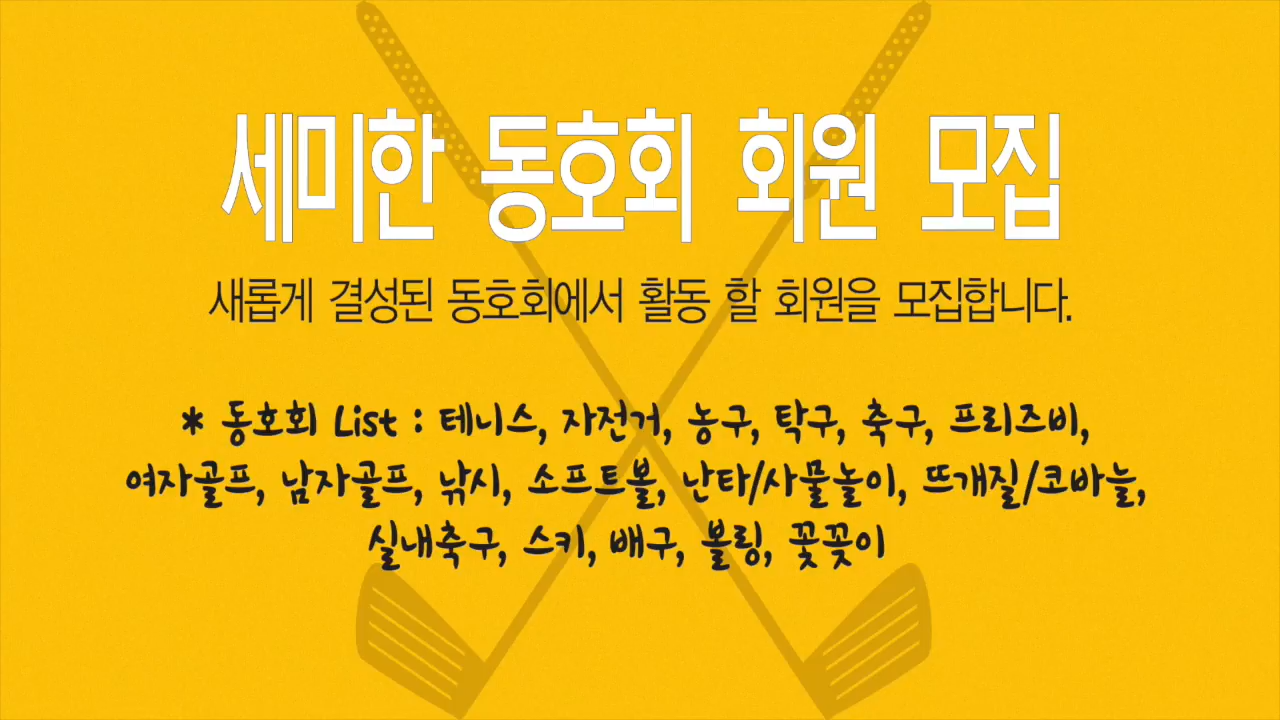 세미한 동호회 회원 모집
새롭게 결성된 동호회에서 활동 할 회원을 모집합니다.
* 동호회 List : 테니스, 자전거, 농구, 탁구, 축구, 프리즈비,
여자골프, 남자골프, 낚시, 소프트볼, 난타/사물놀이, 뜨개질/코바늘,
실내축구, 스키, 배구, 볼링, 꽃꽂이